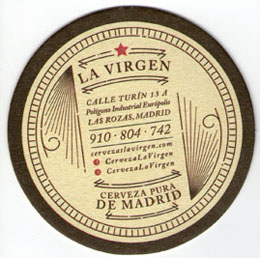 LA VIRGEN
CALLE TURÍN 13 A
Polígono Industrial Európolis
LAS ROZAS, MADRID
910 · 804 · 742
cervezaslavirgen.com
CervezaLaVirgen
CervezaLaVirgen
CERVEZA PURA
DE MADRID